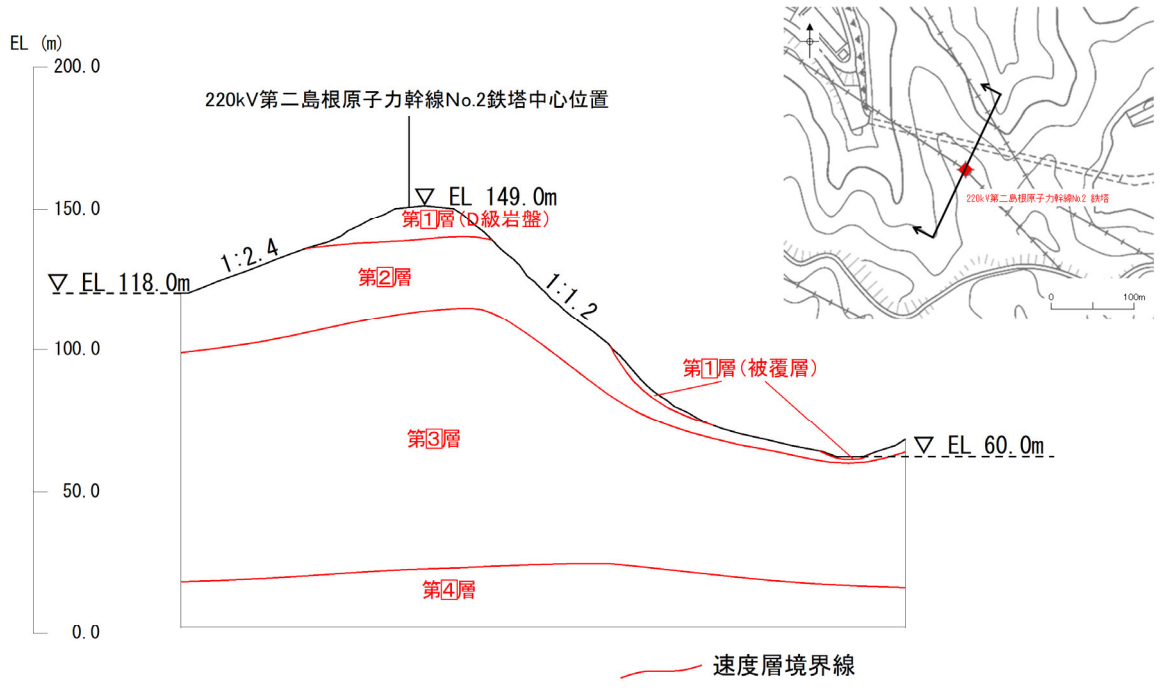 EL (m)
200.0
150.0
100.0
50.0
0.0
220kV第二島根原子力幹線No.2鉄塔中心位置
▽ EL 149.0m
第1層(D級岩盤)
1:2.4
▽ EL 118.0m
第2層
1:1.2
第1層(被覆層)
第3層
▽ EL 60.0m
第4層
速度層境界線
220kV第二島根原子力幹線No.2 鉄塔
0 100m